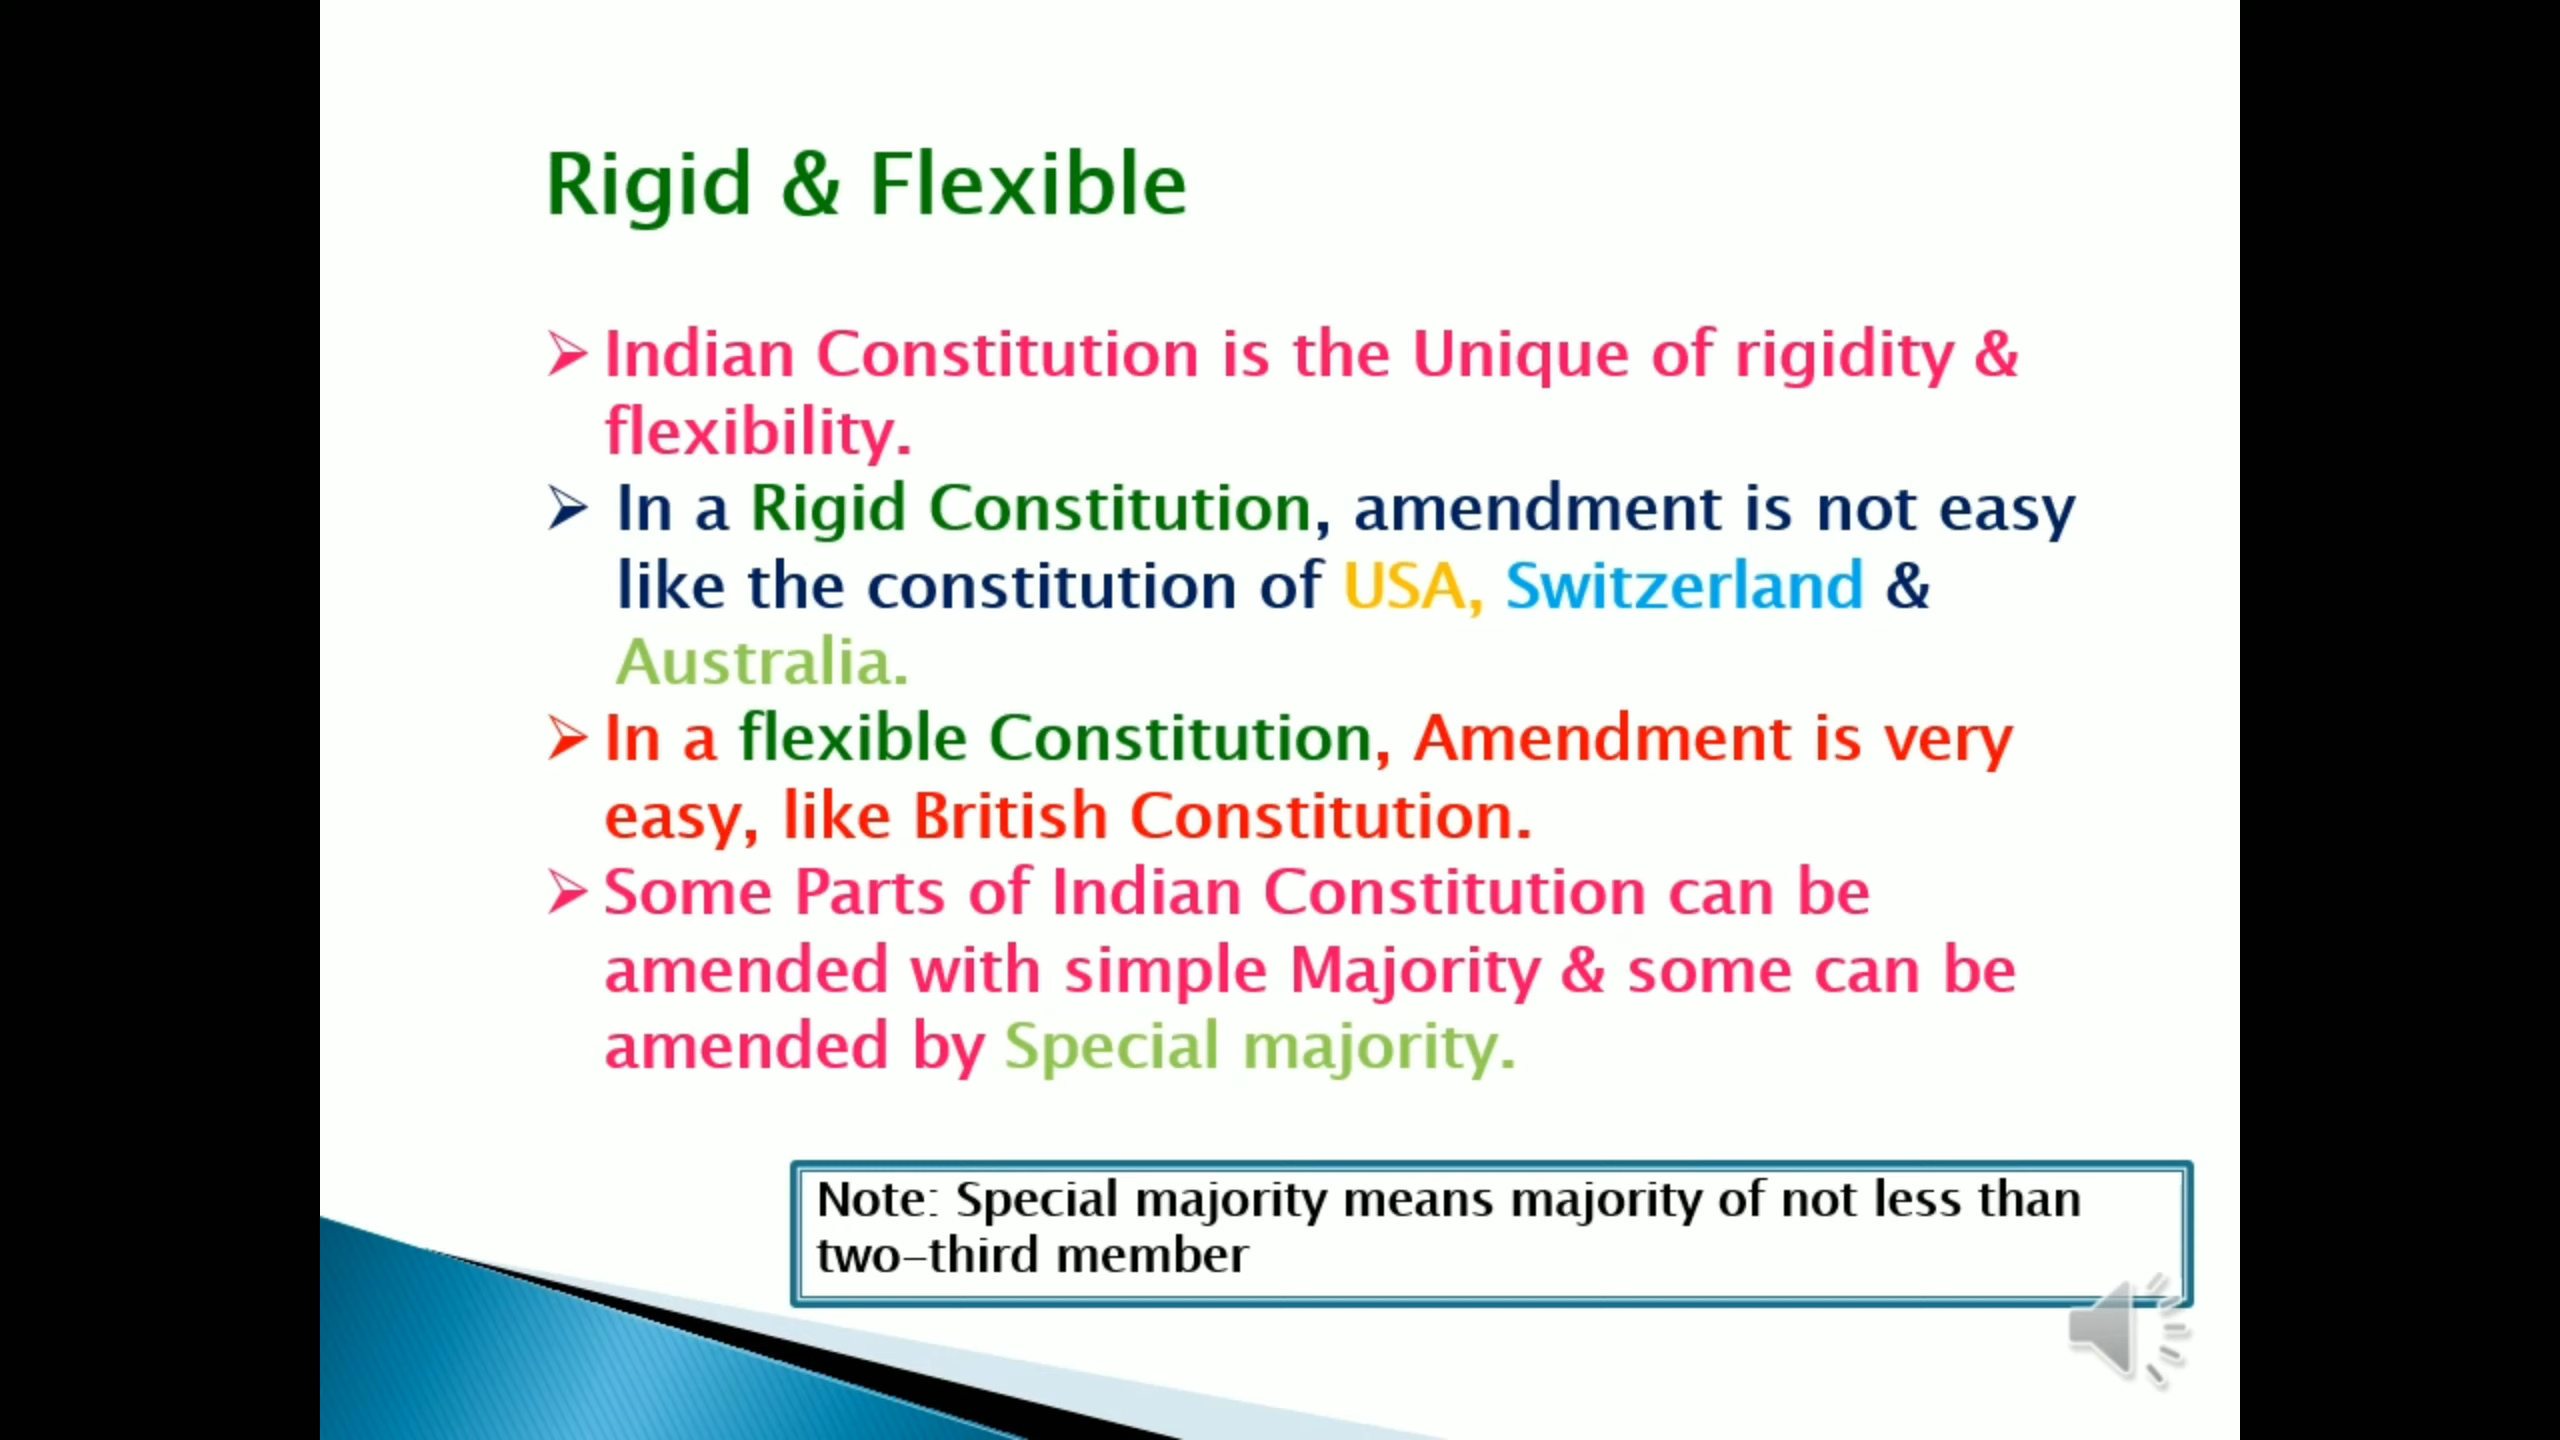 Rigid & Flexible
➢ Indian Constitution is the Unique of rigidity &
flexibility.
➢ In a Rigid Constitution, amendment is not easy
like the constitution of USA, Switzerland &
Australia.
➢ In a flexible Constitution, Amendment is very
easy, like British Constitution.
➢ Some Parts of Indian Constitution can be
amended with simple Majority & some can be
amended by Special majority.
Note: Special majority means majority of not less than
two-third member